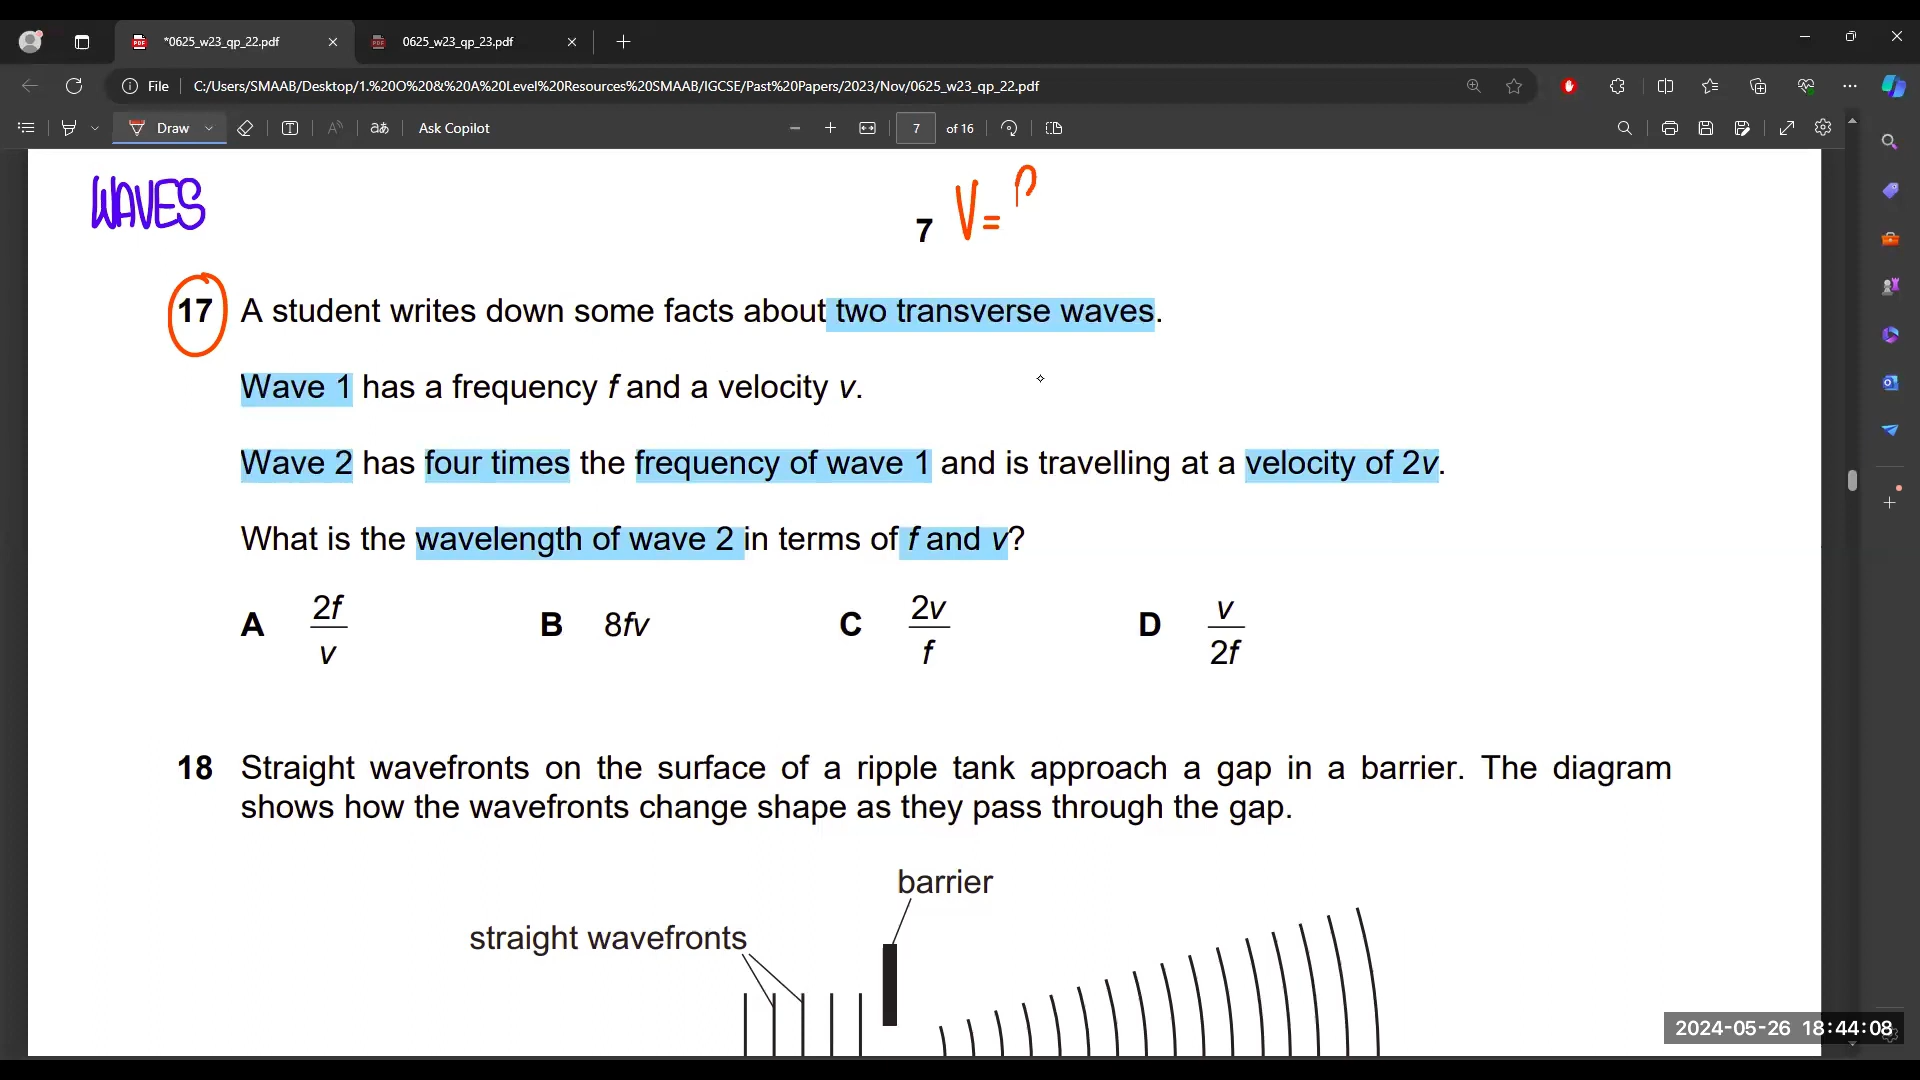 *0625_w23_qp_22.pdf
0625_w23_qp_23.pdf
File
C:/Users/SMAAB/Desktop/1.%20O%20&%20A%20Level%20Resources%20SMAAB/IGCSE/Past%20Papers/2023/Nov/0625_w23_qp_22.pdf
Draw
Ask Copilot
7 of 16
WAVES
7 V=
17 A student writes down some facts about two transverse waves.
Wave 1 has a frequency f and a velocity v.
Wave 2 has four times the frequency of wave 1 and is travelling at a velocity of 2v.
What is the wavelength of wave 2 in terms of f and v?
A 2f/v B 8fv C 2v/f D v/2f
18 Straight wavefronts on the surface of a ripple tank approach a gap in a barrier. The diagram
shows how the wavefronts change shape as they pass through the gap.
barrier
straight wavefronts
2024-05-26 18:44:08